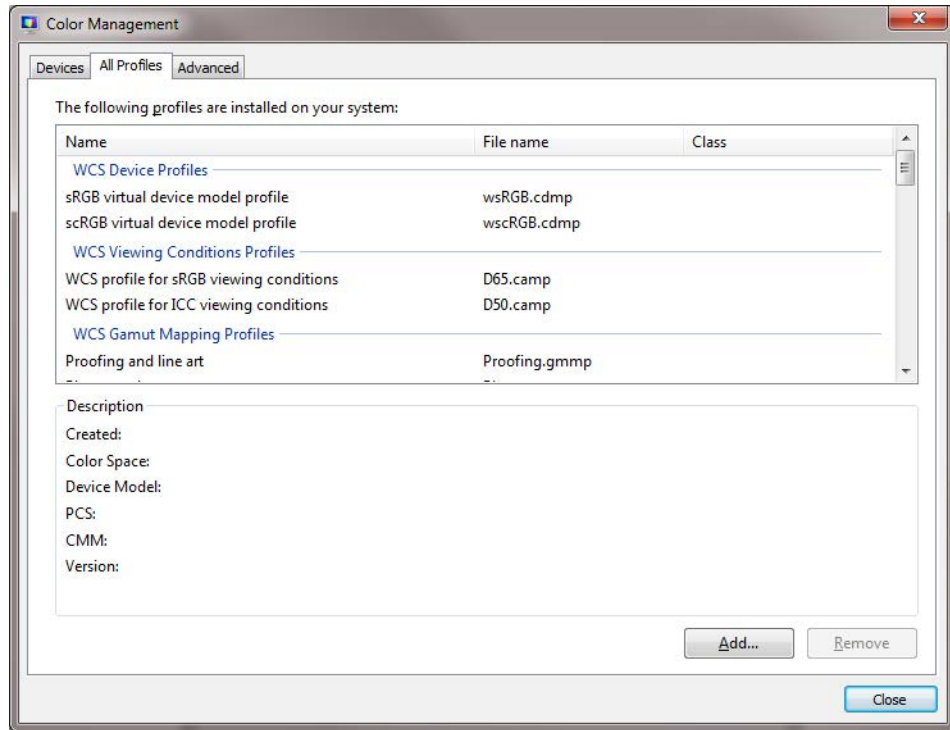 Color Management
Devices All Profiles Advanced
The following profiles are installed on your system:
Name File name Class
WCS Device Profiles
sRGB virtual device model profile wsRGB.cdmp
scRGB virtual device model profile wscRGB.cdmp
WCS Viewing Conditions Profiles
WCS profile for sRGB viewing conditions D65.camp
WCS profile for ICC viewing conditions D50.camp
WCS Gamut Mapping Profiles
Proofing and line art Proofing.gmmp
Description
Created:
Color Space:
Device Model:
PCS:
CMM:
Version:
Add... Remove
Close